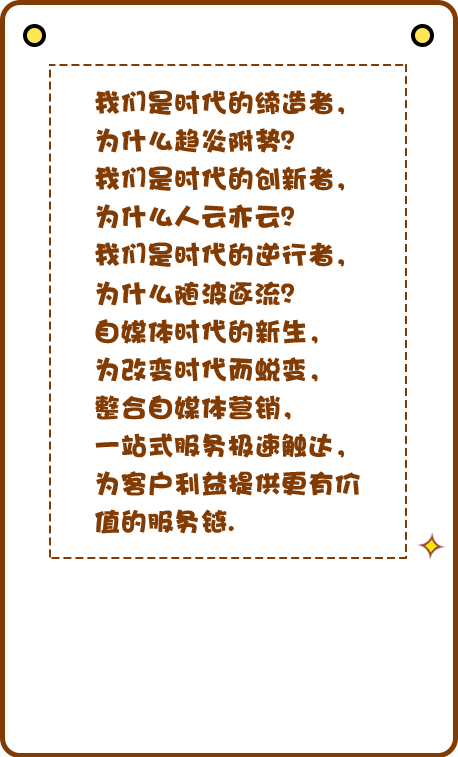 我们是时代的缔造者，
为什么趋炎附势？
我们是时代的创新者，
为什么人云亦云？
我们是时代的逆行者，
为什么随波逐流？
自媒体时代的新生，
为改变时代而蜕变，
整合自媒体营销，
一站式服务极速触达，
为客户利益提供更有价
值的服务链.